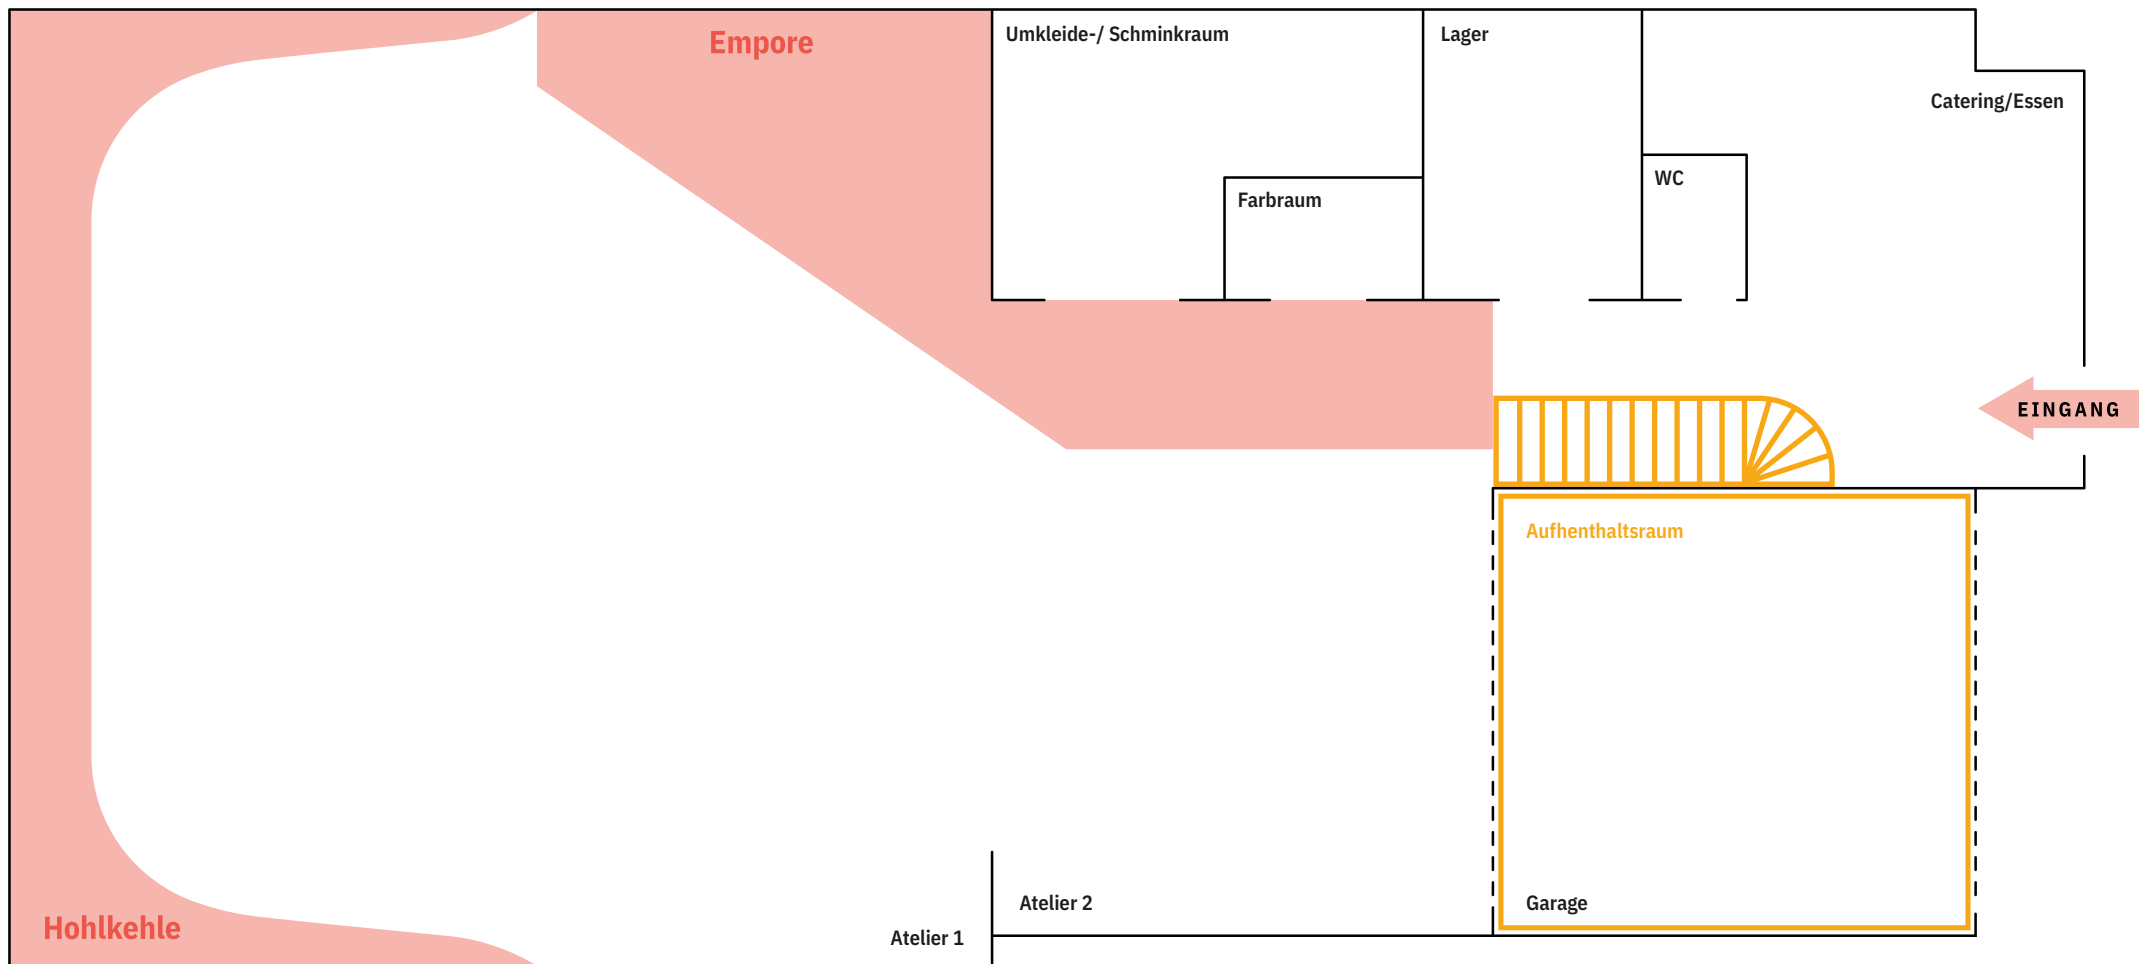 Empore
Umkleide-/ Schminkraum
Lager
Catering/Essen
WC
Farbraum
EINGANG
Aufhenthaltsraum
Atelier 2
Garage
Hohlkehle
Atelier 1